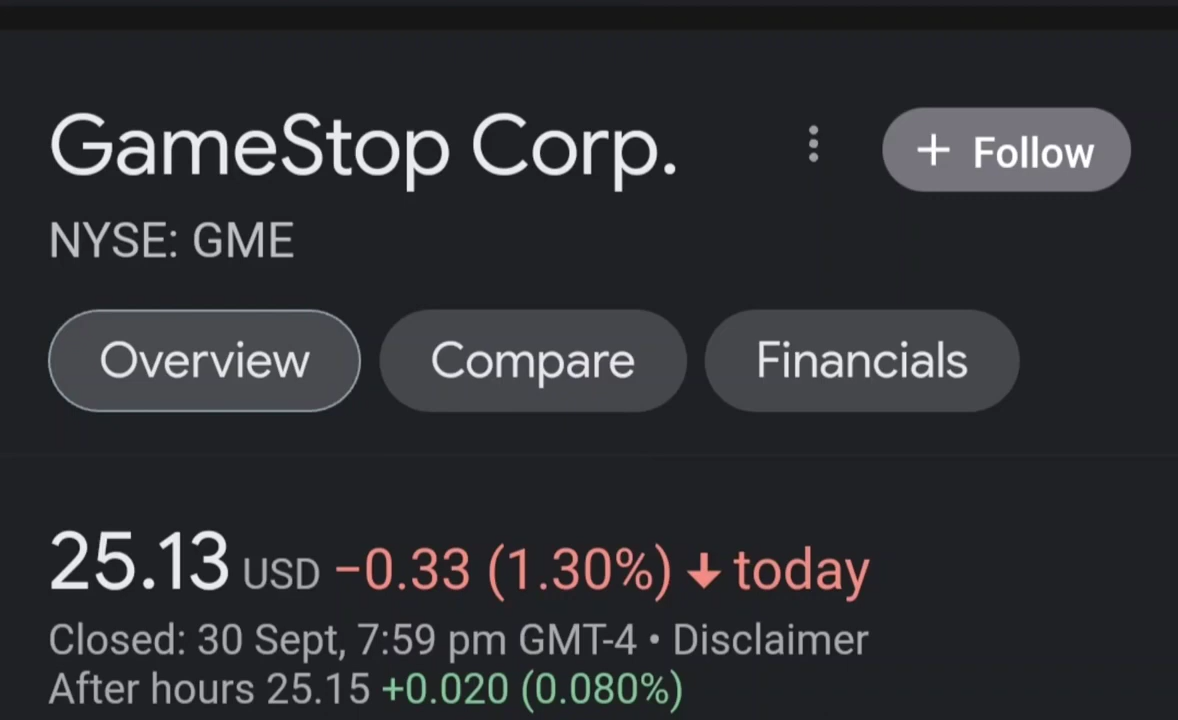 GameStop Corp.
+ Follow
NYSE: GME
Overview Compare Financials
25.13 USD −0.33 (1.30%) ↓ today
Closed: 30 Sept, 7:59 pm GMT-4 • Disclaimer
After hours 25.15 +0.020 (0.080%)